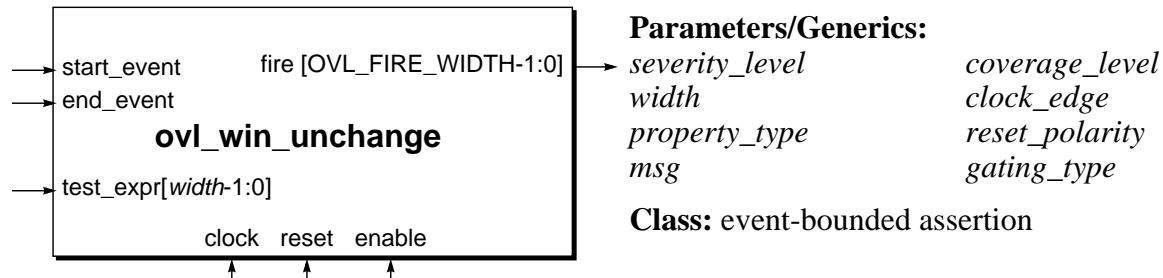 start_event fire [OVL_FIRE_WIDTH-1:0]
end_event
ovl_win_unchange
test_expr[width-1:0]
clock reset enable
Parameters/Generics:
severity_level coverage_level
width clock_edge
property_type reset_polarity
msg gating_type
Class: event-bounded assertion